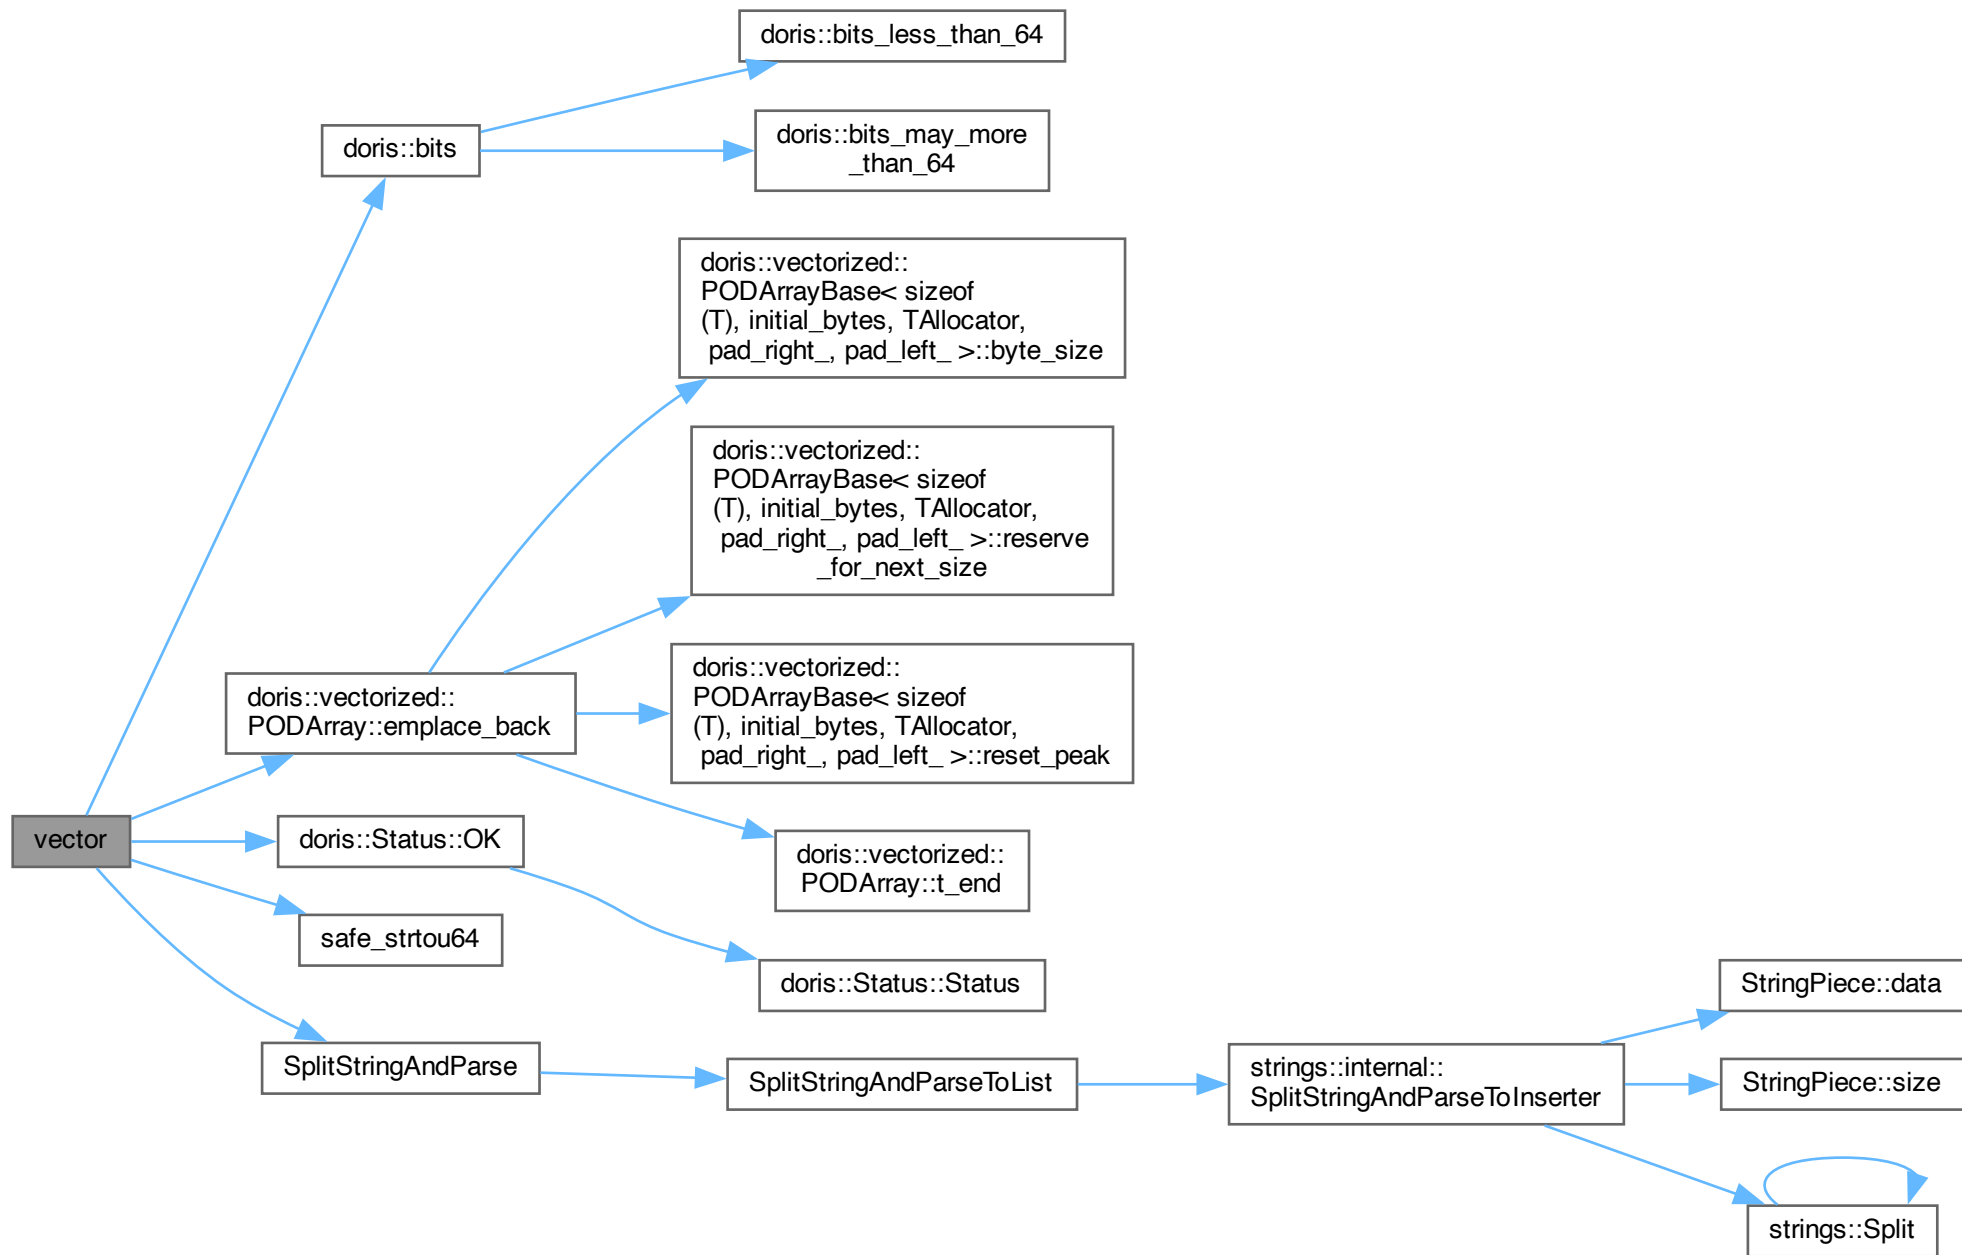 doris::bits_less_than_64
doris::bits
doris::bits_may_more
_than_64
doris::vectorized::
PODArrayBase< sizeof
(T), initial_bytes, TAllocator,
pad_right_, pad_left_ >::byte_size
doris::vectorized::
PODArrayBase< sizeof
(T), initial_bytes, TAllocator,
pad_right_, pad_left_ >::reserve
_for_next_size
doris::vectorized::
PODArray::emplace_back
doris::vectorized::
PODArrayBase< sizeof
(T), initial_bytes, TAllocator,
pad_right_, pad_left_ >::reset_peak
vector
doris::Status::OK
doris::vectorized::
PODArray::t_end
safe_strtou64
doris::Status::Status
StringPiece::data
SplitStringAndParse
SplitStringAndParseToList
strings::internal::
SplitStringAndParseToInserter
StringPiece::size
strings::Split